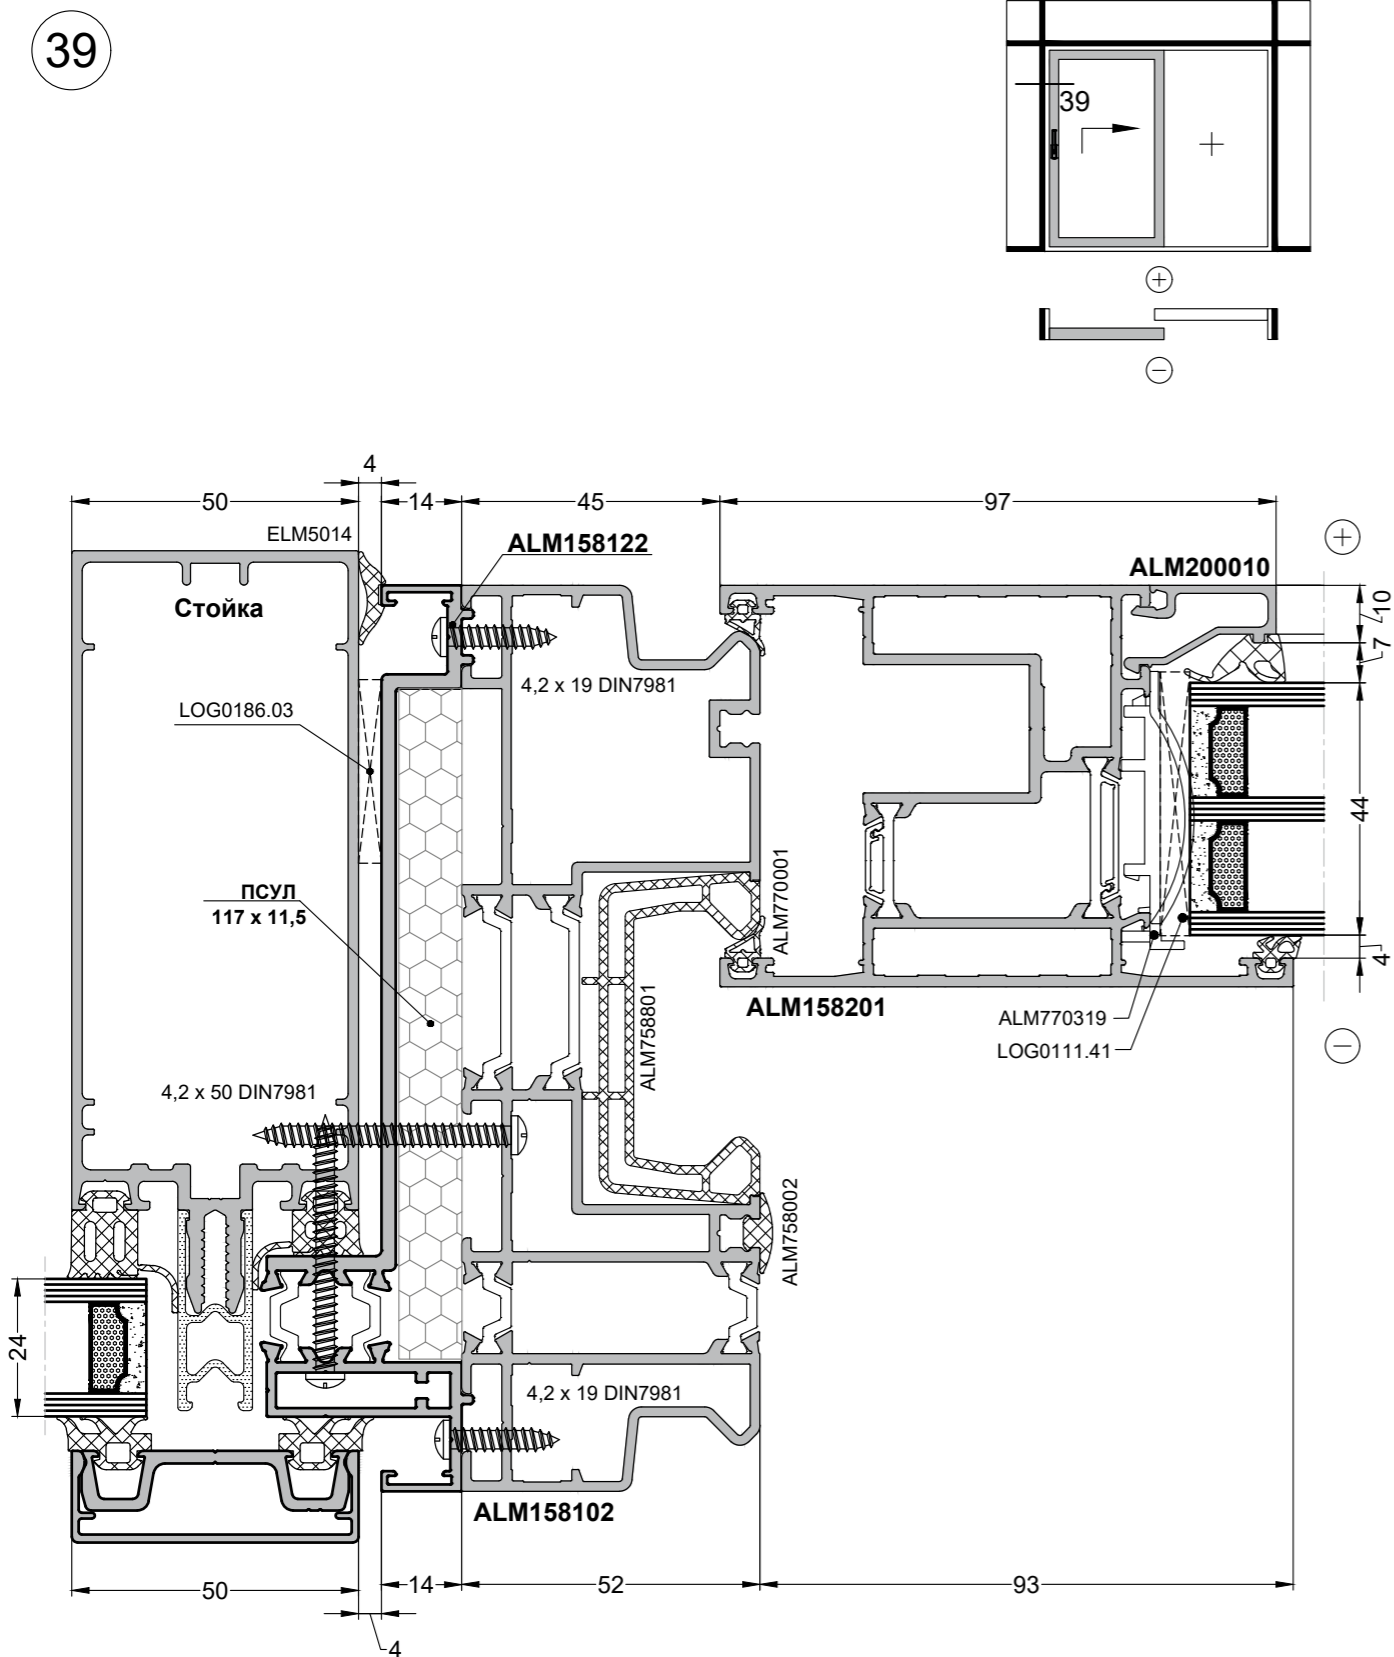 39
39
4
50
14
45
97
ELM5014
ALM158122
ALM200010
Стойка
10
7
4,2 x 19 DIN7981
LOG0186.03
44
ПСУЛ
117 x 11,5
ALM770001
4
ALM158201
ALM758801
ALM770319
LOG0111.41
4,2 x 50 DIN7981
ALM758002
24
4,2 x 19 DIN7981
ALM158102
50
14
52
93
4